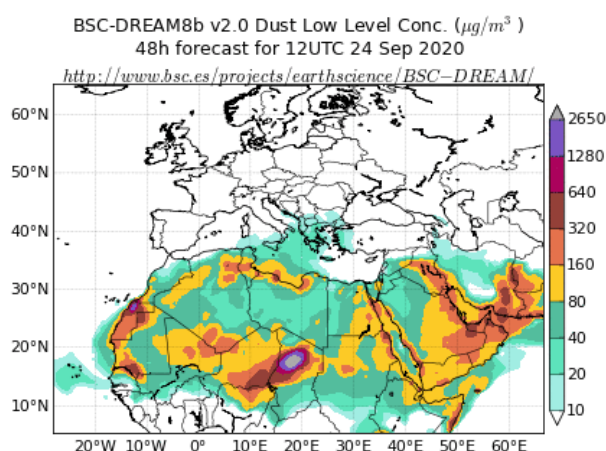 BSC-DREAM8b v2.0 Dust Low Level Conc. (μg/m³ )
48h forecast for 12UTC 24 Sep 2020
http://www.bsc.es/projects/earthscience/BSC−DREAM/
60°N
50°N
40°N
30°N
20°N
10°N
20°W
10°W
0°
10°E
20°E
30°E
40°E
50°E
60°E
2650
1280
640
320
160
80
40
20
10